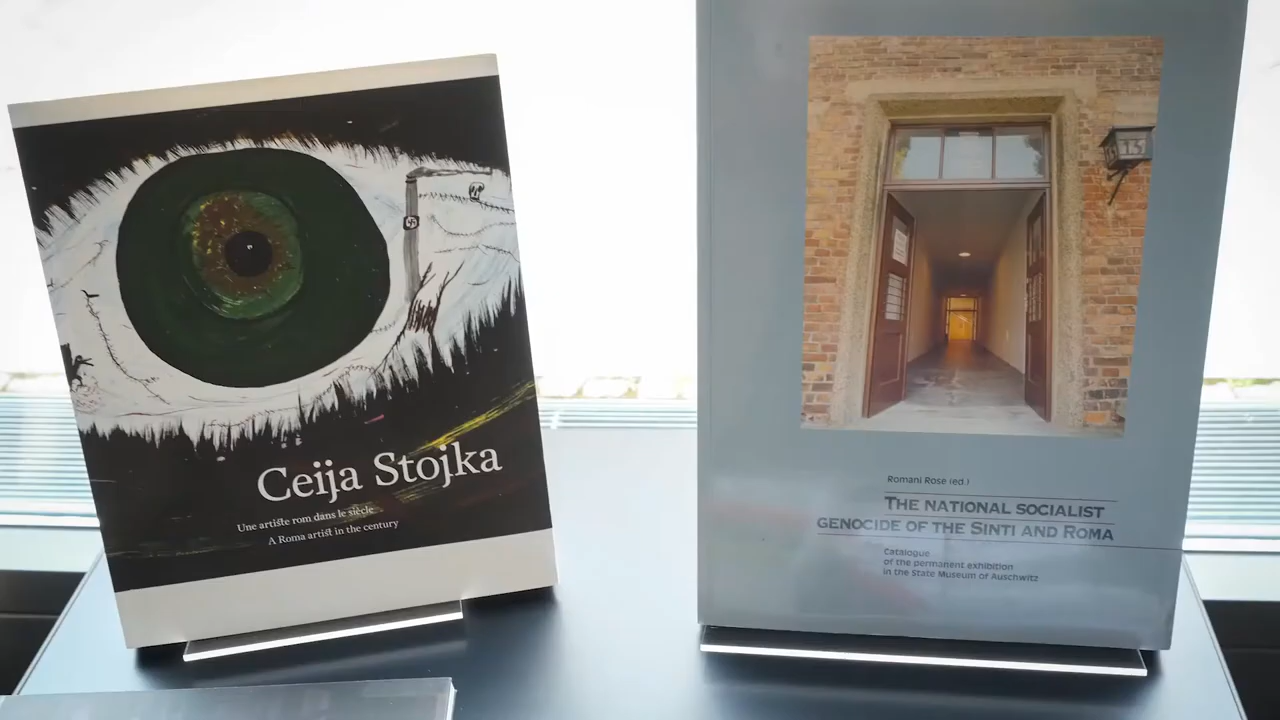 Ceija Stojka
Une artiste rom dans le siècle
A Roma artist in the century
13
Romani Rose (ed.)
THE NATIONAL SOCIALIST
GENOCIDE OF THE SINTI AND ROMA
Catalogue
of the permanent exhibition
in the State Museum of Auschwitz